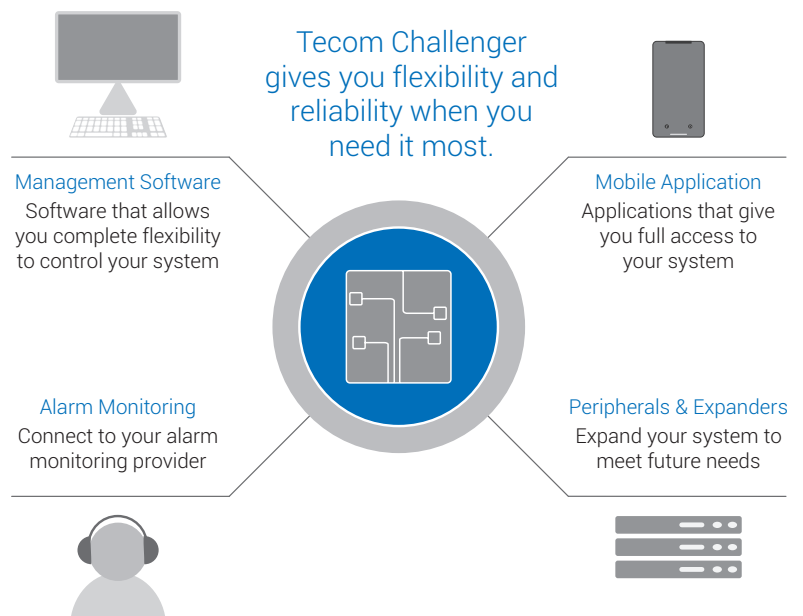 Tecom Challenger
gives you flexibility and
reliability when you
need it most.
Management Software
Software that allows
you complete flexibility
to control your system
Mobile Application
Applications that give
you full access to
your system
Alarm Monitoring
Connect to your alarm
monitoring provider
Peripherals & Expanders
Expand your system to
meet future needs